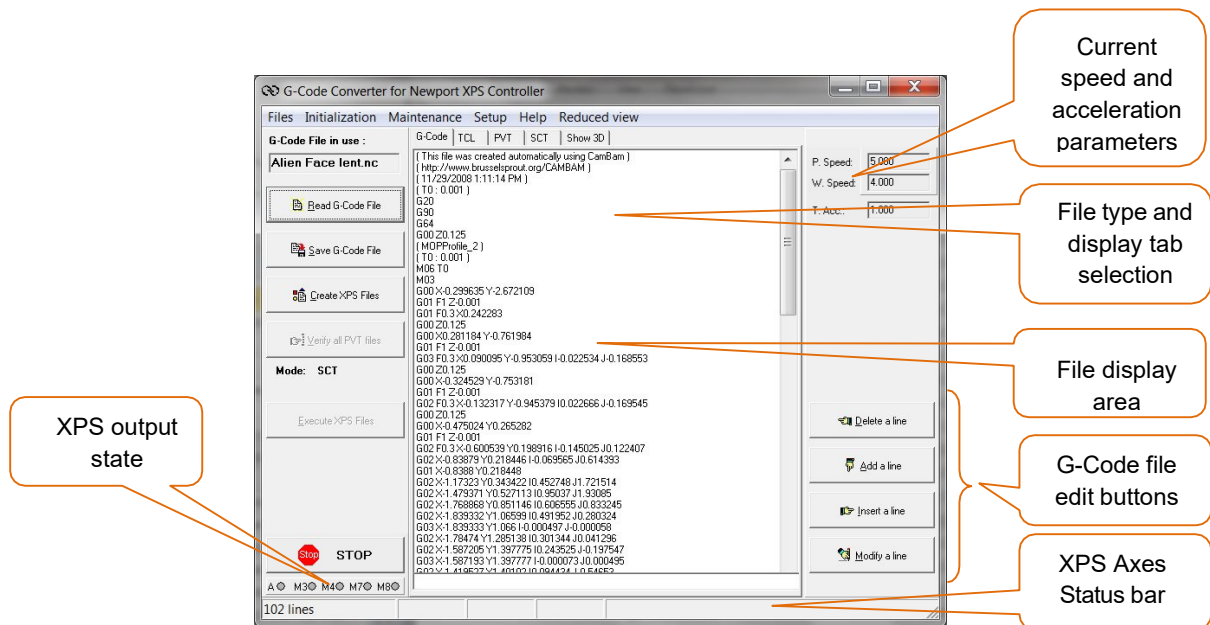 Current
speed and
acceleration
parameters
G-Code Converter for Newport XPS Controller
Files Initialization Maintenance Setup Help Reduced view
G-Code File in use :
Alien Face lent.nc
Read G-Code File
Save G-Code File
Create XPS Files
Verify all PVT files
Mode: SCT
Execute XPS Files
STOP
Stop
A M3 M4 M7 M8
102 lines
G-Code TCL PVT SCT Show 3D
( This file was created automatically using CamBam )
( http://www.brusselsprout.org/CAMBAM )
( 11/29/2008 1:11:14 PM )
( T0 : 0.001 )
G20
G90
G64
G00 Z0.125
( MOPProfile_2 )
( T0 : 0.001 )
M06 T0
M03
G00 X-0.299635 Y-2.672109
G01 F1 Z-0.001
G01 F0.3 X0.242283
G00 Z0.125
G00 X0.281184 Y-0.761984
G01 F1 Z-0.001
G03 F0.3 X0.090095 Y-0.953059 I-0.022534 J-0.168553
G00 Z0.125
G00 X-0.324529 Y-0.753181
G01 F1 Z-0.001
G02 F0.3 X-0.132317 Y-0.945379 I0.022666 J-0.169545
G00 Z0.125
G00 X-0.475024 Y0.265282
G01 F1 Z-0.001
G02 F0.3 X-0.600539 Y0.198916 I-0.145025 J0.122407
G02 X-0.83879 Y0.218446 I-0.069565 J0.614393
G01 X-0.8388 Y0.218448
G02 X-1.17323 Y0.343422 I0.452748 J1.721514
G02 X-1.479371 Y0.527113 I0.95037 J1.93085
G02 X-1.768868 Y0.851146 I0.606555 J0.833245
G02 X-1.839332 Y1.06599 I0.491952 J0.280324
G03 X-1.839333 Y1.066 I-0.000497 J-0.000058
G02 X-1.78474 Y1.285138 I0.301344 J0.041296
G02 X-1.587205 Y1.397775 I0.243525 J-0.197547
G03 X-1.587193 Y1.397777 I-0.000073 J0.000495
P. Speed: 5.000
W. Speed: 4.000
T. Acc.: 1.000
Delete a line
Add a line
Insert a line
Modify a line
File type and
display tab
selection
File display
area
G-Code file
edit buttons
XPS Axes
Status bar
XPS output
state